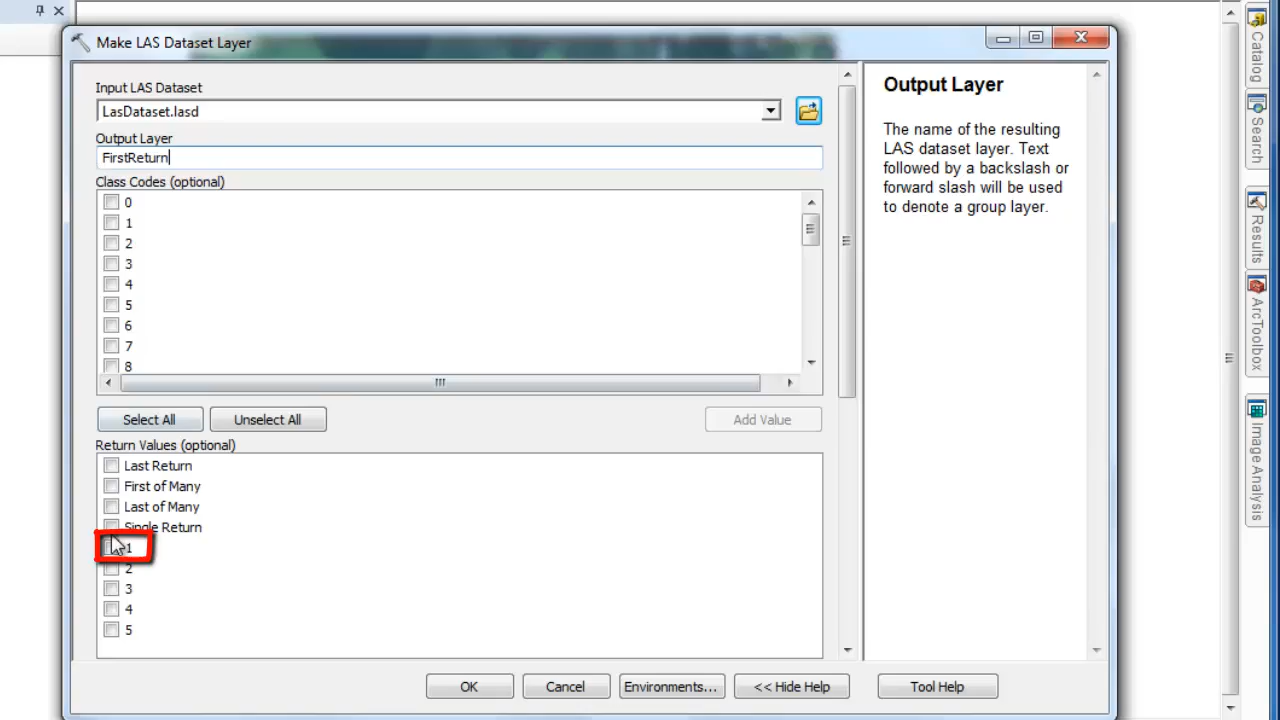 Make LAS Dataset Layer
Input LAS Dataset
LasDataset.lasd
Output Layer
FirstReturn
Class Codes (optional)
0
1
2
3
4
5
6
7
8
Select All
Unselect All
Add Value
Return Values (optional)
Last Return
First of Many
Last of Many
Single Return
1
2
3
4
5
OK
Cancel
Environments...
<< Hide Help
Tool Help
Output Layer
The name of the resulting
LAS dataset layer. Text
followed by a backslash or
forward slash will be used
to denote a group layer.
Catalog
Search
Results
ArcToolbox
Image Analysis